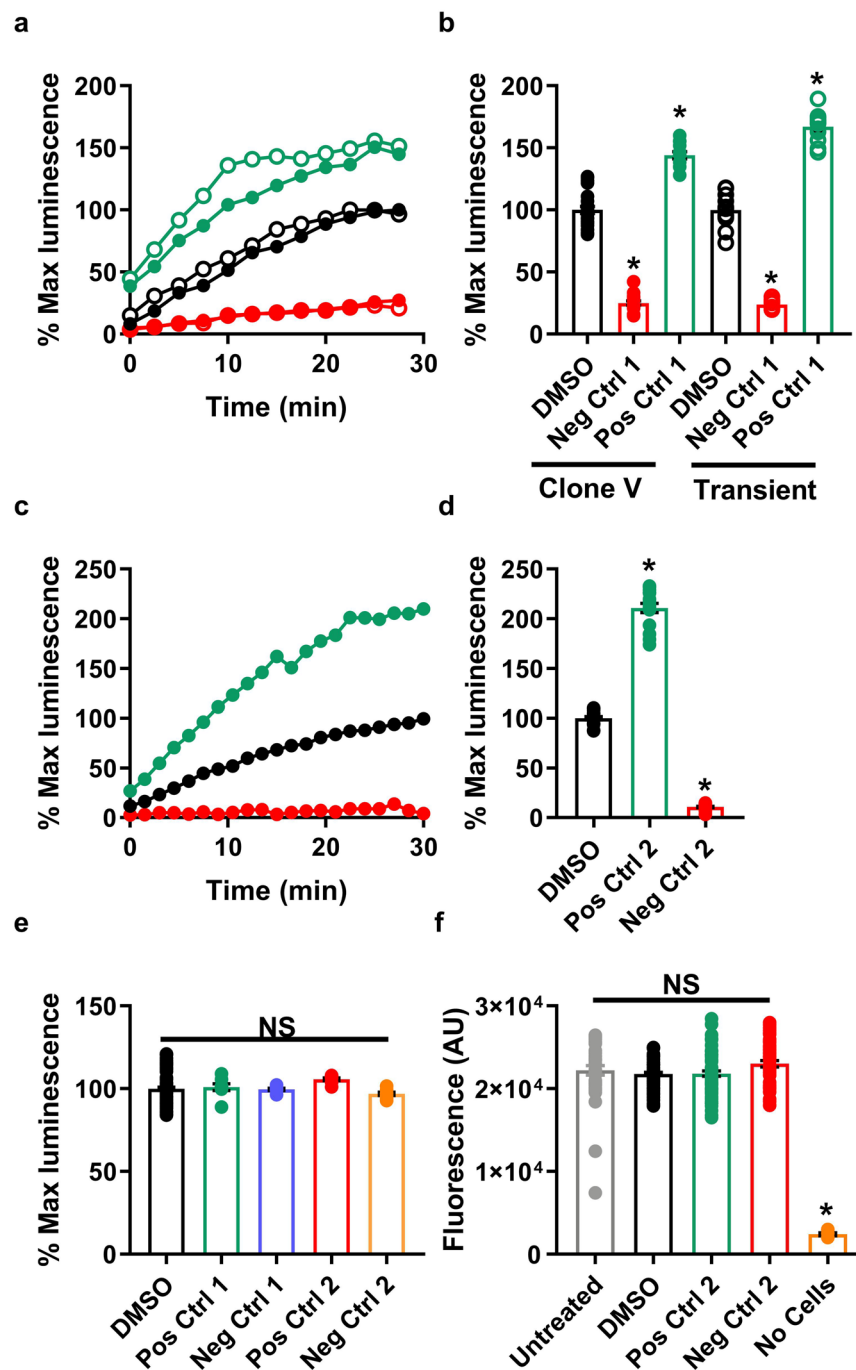 a
% Max luminescence
200
150
100
50
0
0 10 20 30
Time (min)
b
% Max luminescence
200
150
100
50
0
* * * *
DMSO
Neg Ctrl 1
Pos Ctrl 1
DMSO
Neg Ctrl 1
Pos Ctrl 1
Clone V
Transient
c
% Max luminescence
250
200
150
100
50
0
0 10 20 30
Time (min)
d
% Max luminescence
250
200
150
100
50
0
* *
DMSO
Pos Ctrl 2
Neg Ctrl 2
e
% Max luminescence
150
100
50
0
NS
DMSO
Pos Ctrl 1
Neg Ctrl 1
Pos Ctrl 2
Neg Ctrl 2
f
Fluorescence (AU)
3×10⁴
2×10⁴
1×10⁴
0
NS
*
Untreated
DMSO
Pos Ctrl 2
Neg Ctrl 2
No Cells